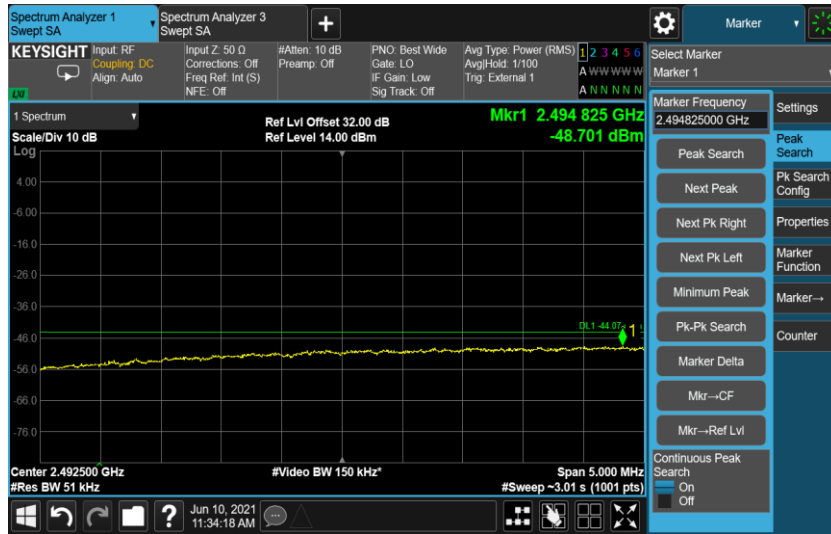 Spectrum Analyzer 1
Swept SA
Spectrum Analyzer 3
Swept SA
Marker
KEYSIGHT
LXI
Input: RF
Coupling: DC
Align: Auto
Input Z: 50 Ω
Corrections: Off
Freq Ref: Int (S)
NFE: Off
#Atten: 10 dB
Preamp: Off
PNO: Best Wide
Gate: LO
IF Gain: Low
Sig Track: Off
Avg Type: Power (RMS)
Avg|Hold: 1/100
Trig: External 1
1 2 3 4 5 6
A W W W W W
A N N N N N
Select Marker
Marker 1
1 Spectrum
Scale/Div 10 dB
Log
Ref Lvl Offset 32.00 dB
Ref Level 14.00 dBm
Mkr1 2.494 825 GHz
-48.701 dBm
4.00
-6.00
-16.0
-26.0
-36.0
-46.0
-56.0
-66.0
-76.0
DL1 -44.07
1
Center 2.492500 GHz
#Res BW 51 kHz
#Video BW 150 kHz*
Span 5.000 MHz
#Sweep ~3.01 s (1001 pts)
Marker Frequency
2.494825000 GHz
Peak Search
Next Peak
Next Pk Right
Next Pk Left
Minimum Peak
Pk-Pk Search
Marker Delta
Mkr→CF
Mkr→Ref Lvl
Continuous Peak
Search
On
Off
Settings
Peak
Search
Pk Search
Config
Properties
Marker
Function
Marker→
Counter
?
Jun 10, 2021
11:34:18 AM